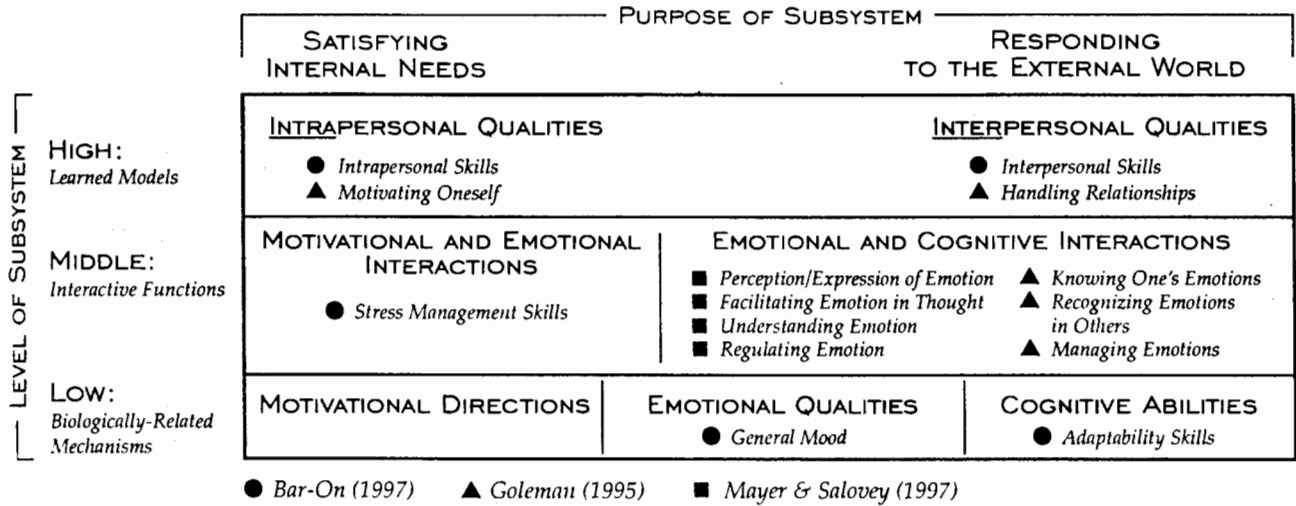 PURPOSE OF SUBSYSTEM
SATISFYING
INTERNAL NEEDS
RESPONDING
TO THE EXTERNAL WORLD
LEVEL OF SUBSYSTEM
HIGH:
Learned Models
INTRAPERSONAL QUALITIES
● Intrapersonal Skills
▲ Motivating Oneself
INTERPERSONAL QUALITIES
● Interpersonal Skills
▲ Handling Relationships
MIDDLE:
Interactive Functions
MOTIVATIONAL AND EMOTIONAL
INTERACTIONS
● Stress Management Skills
EMOTIONAL AND COGNITIVE INTERACTIONS
■ Perception/Expression of Emotion
■ Facilitating Emotion in Thought
■ Understanding Emotion
■ Regulating Emotion
▲ Knowing One's Emotions
▲ Recognizing Emotions
in Others
▲ Managing Emotions
LOW:
Biologically-Related
Mechanisms
MOTIVATIONAL DIRECTIONS
EMOTIONAL QUALITIES
● General Mood
COGNITIVE ABILITIES
● Adaptability Skills
● Bar-On (1997) ▲ Goleman (1995) ■ Mayer & Salovey (1997)